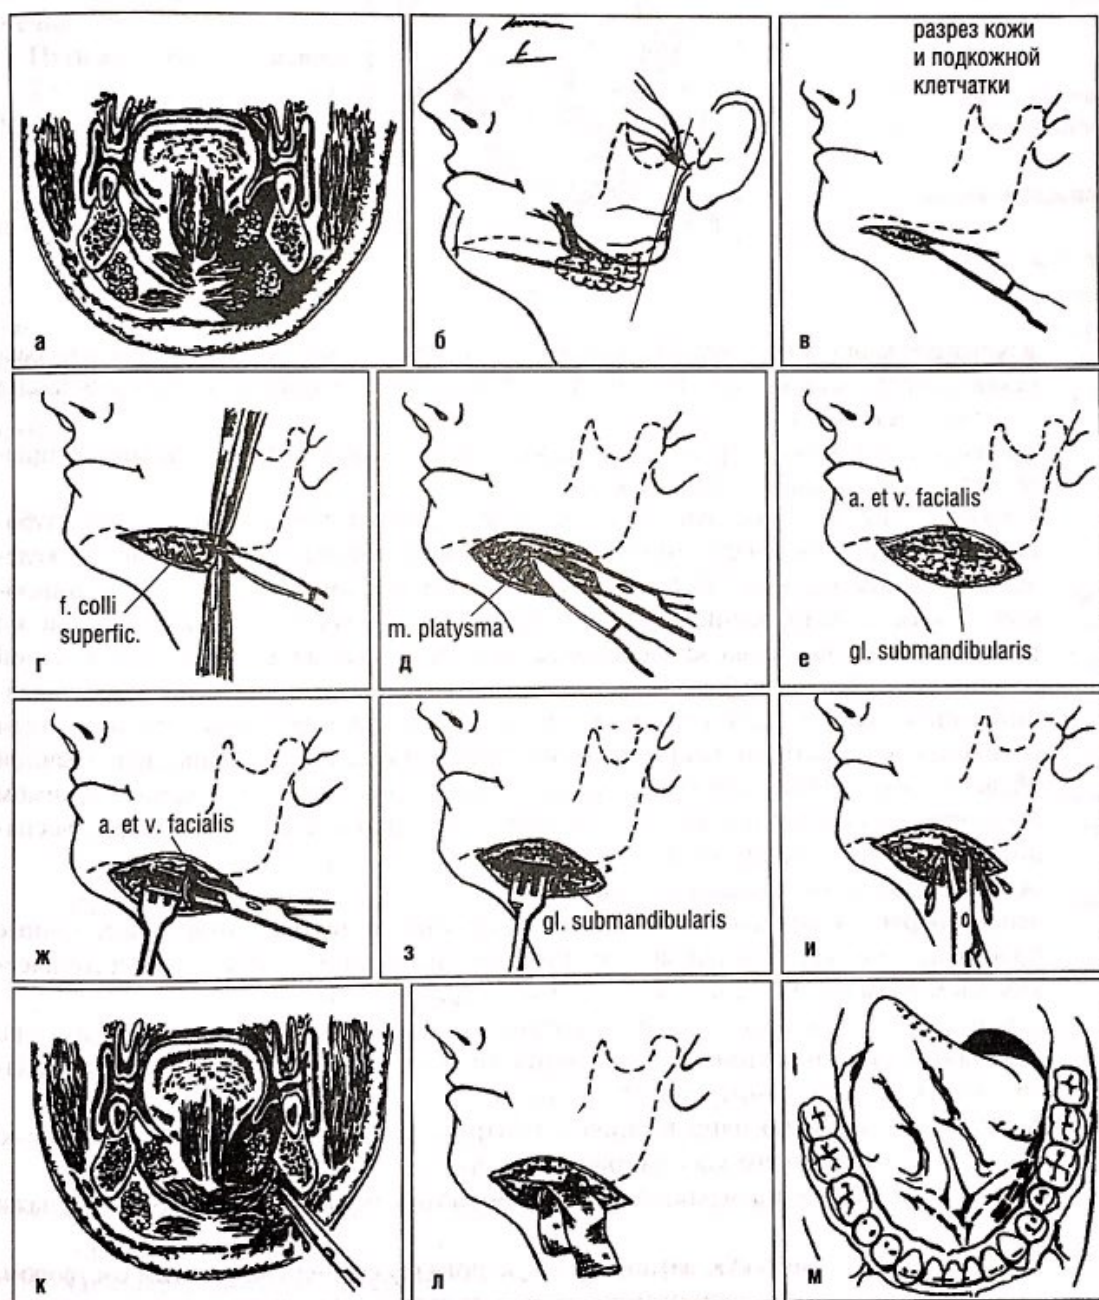 разрез кожи
и подкожной
клетчатки
а
б
в
f. colli
superfic.
г
m. platysma
д
a. et v. facialis
gl. submandibularis
е
a. et v. facialis
ж
gl. submandibularis
з
и
к
л
м